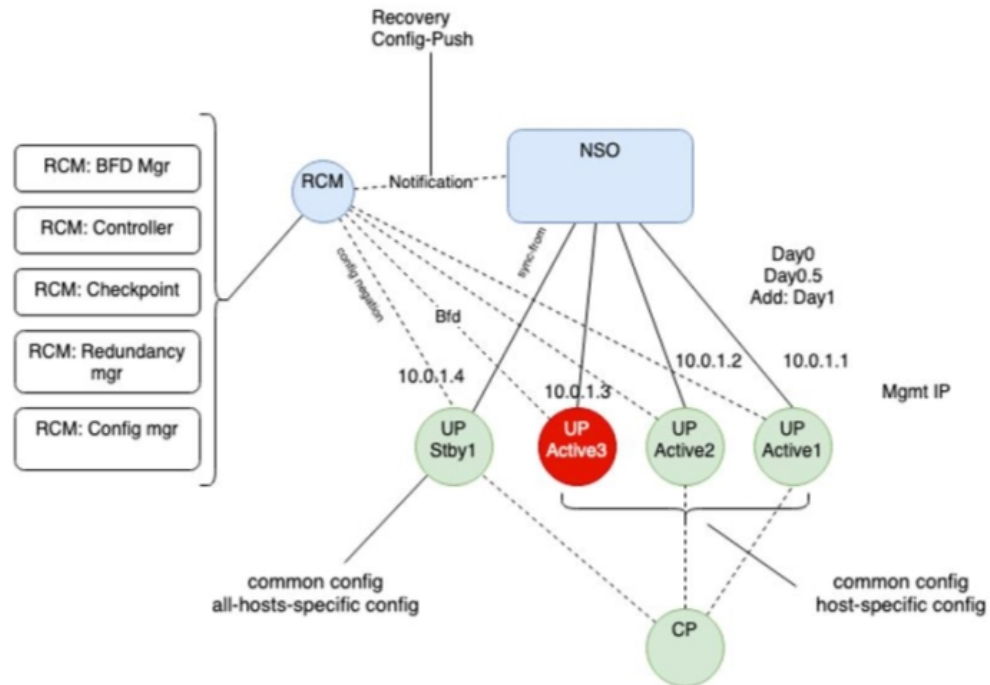 Recovery
Config-Push
NSO
RCM: BFD Mgr
RCM
Notification
RCM: Controller
sync-from
Day0
Day0.5
Add: Day1
config negation
RCM: Checkpoint
Bfd
RCM: Redundancy
mgr
10.0.1.4
10.0.1.3
10.0.1.2
10.0.1.1
Mgmt IP
RCM: Config mgr
UP
Stby1
UP
Active3
UP
Active2
UP
Active1
common config
all-hosts-specific config
common config
host-specific config
CP